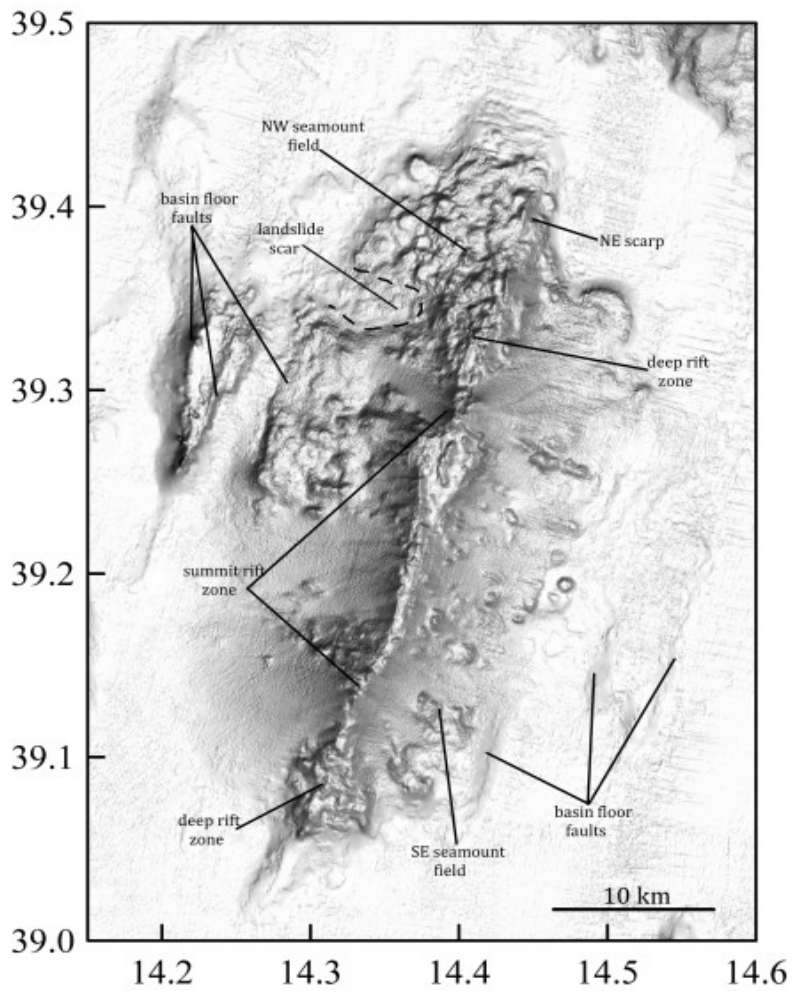 39.5
NW seamount
field
39.4
basin floor
faults
landslide
scar
NE scarp
deep rift
zone
39.3
39.2
summit rift
zone
39.1
basin floor
faults
deep rift
zone
SE seamount
field
10 km
39.0
14.2
14.3
14.4
14.5
14.6